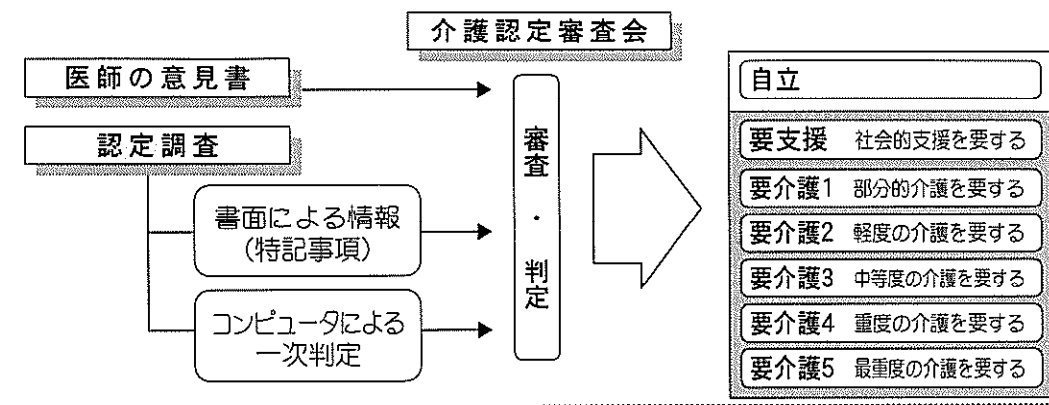 介護認定審査会
医師の意見書
認定調査
書面による情報
(特記事項)
コンピュータによる
一次判定
審査・判定
自立
要支援 社会的支援を要する
要介護1 部分的介護を要する
要介護2 軽度の介護を要する
要介護3 中等度の介護を要する
要介護4 重度の介護を要する
要介護5 最重度の介護を要する